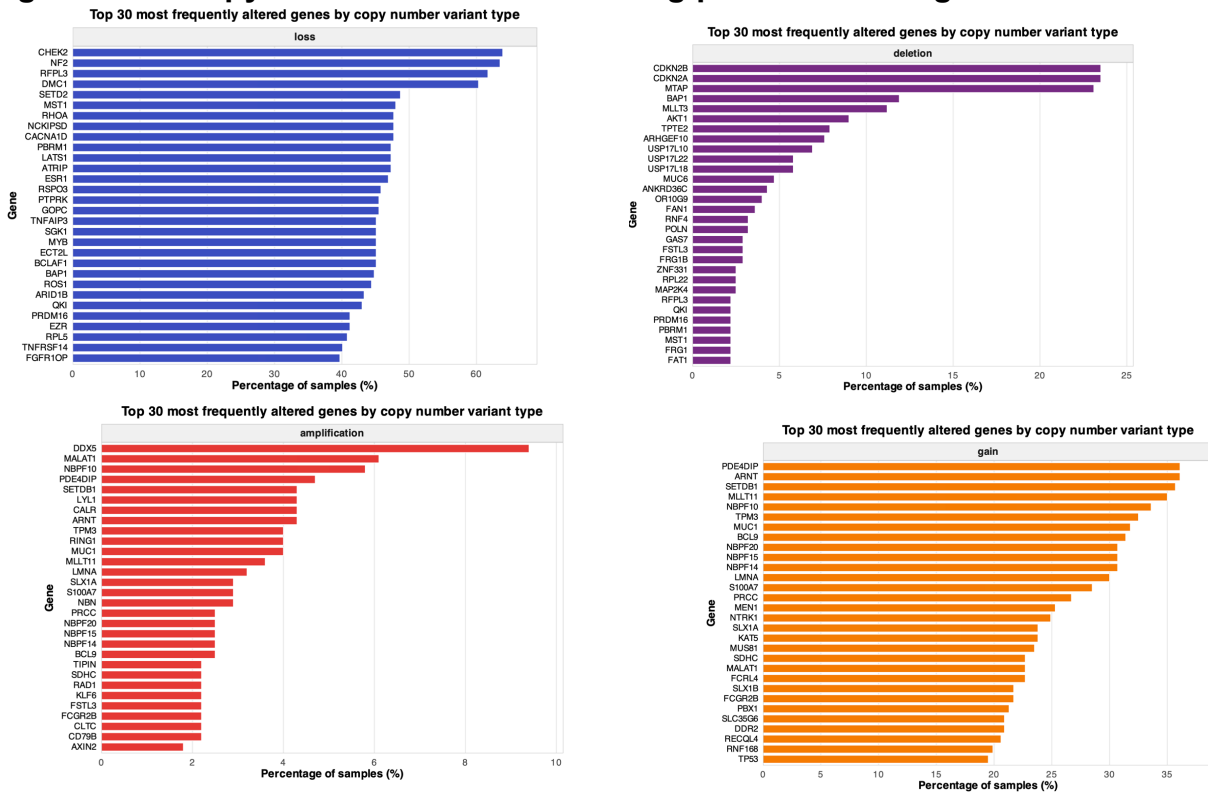 Top 30 most frequently altered genes by copy number variant type
loss
CHEK2
NF2
RFPL3
DMC1
SETD2
MST1
RHOA
NCKIPSD
CACNA1D
PBRM1
LATS1
ATRIP
ESR1
RSPO3
PTPRK
GOPC
TNFAIP3
SGK1
MYB
ECT2L
BCLAF1
BAP1
ROS1
ARID1B
QKI
PRDM16
EZR
RPL5
TNFRSF14
FGFR1OP
Gene
0 10 20 30 40 50 60
Percentage of samples (%)
Top 30 most frequently altered genes by copy number variant type
deletion
CDKN2B
CDKN2A
MTAP
BAP1
MLLT3
AKT1
TPTE2
ARHGEF10
USP17L10
USP17L22
USP17L18
MUC6
ANKRD36C
OR10G9
FAN1
RNF4
POLN
GAS7
FSTL3
FRG1B
ZNF331
RPL22
MAP2K4
RFPL3
QKI
PRDM16
PBRM1
MST1
FRG1
FAT1
Gene
0 5 10 15 20 25
Percentage of samples (%)
Top 30 most frequently altered genes by copy number variant type
amplification
DDX5
MALAT1
NBPF10
PDE4DIP
SETDB1
LYL1
CALR
ARNT
TPM3
RING1
MUC1
MLLT11
LMNA
SLX1A
S100A7
NBN
PRCC
NBPF20
NBPF15
NBPF14
BCL9
TIPIN
SDHC
RAD1
KLF6
FSTL3
FCGR2B
CLTC
CD79B
AXIN2
Gene
0 2 4 6 8 10
Percentage of samples (%)
Top 30 most frequently altered genes by copy number variant type
gain
PDE4DIP
ARNT
SETDB1
MLLT11
NBPF10
TPM3
MUC1
BCL9
NBPF20
NBPF15
NBPF14
LMNA
S100A7
PRCC
MEN1
NTRK1
SLX1A
KAT5
MUS81
SDHC
MALAT1
FCRL4
SLX1B
FCGR2B
PBX1
SLC35G6
DDR2
RECQL4
RNF168
TP53
Gene
0 5 10 15 20 25 30 35
Percentage of samples (%)